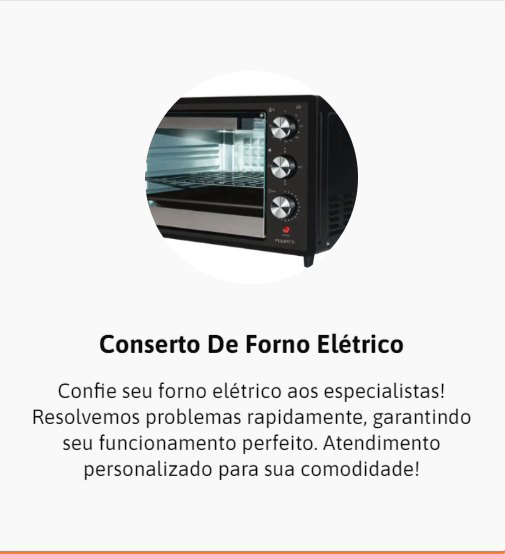 Conserto De Forno Elétrico
Confie seu forno elétrico aos especialistas!
Resolvemos problemas rapidamente, garantindo
seu funcionamento perfeito. Atendimento
personalizado para sua comodidade!